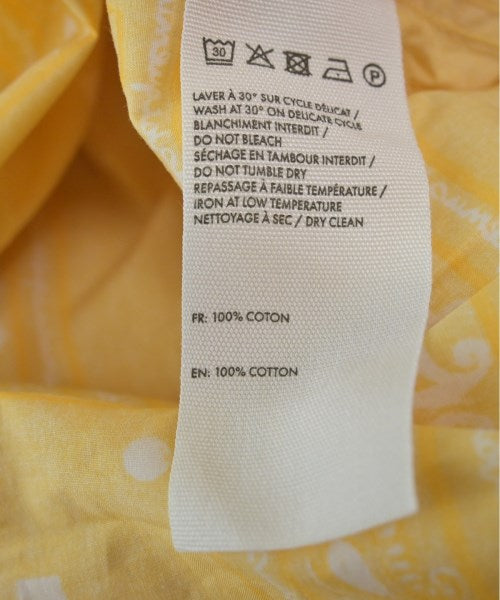 30 P
LAVER À 30° SUR CYCLE DÉLICAT /
WASH AT 30° ON DELICATE CYCLE
BLANCHIMENT INTERDIT /
DO NOT BLEACH
SÉCHAGE EN TAMBOUR INTERDIT /
DO NOT TUMBLE DRY
REPASSAGE À FAIBLE TEMPÉRATURE /
IRON AT LOW TEMPERATURE
NETTOYAGE À SEC / DRY CLEAN
FR: 100% COTON
EN: 100% COTTON